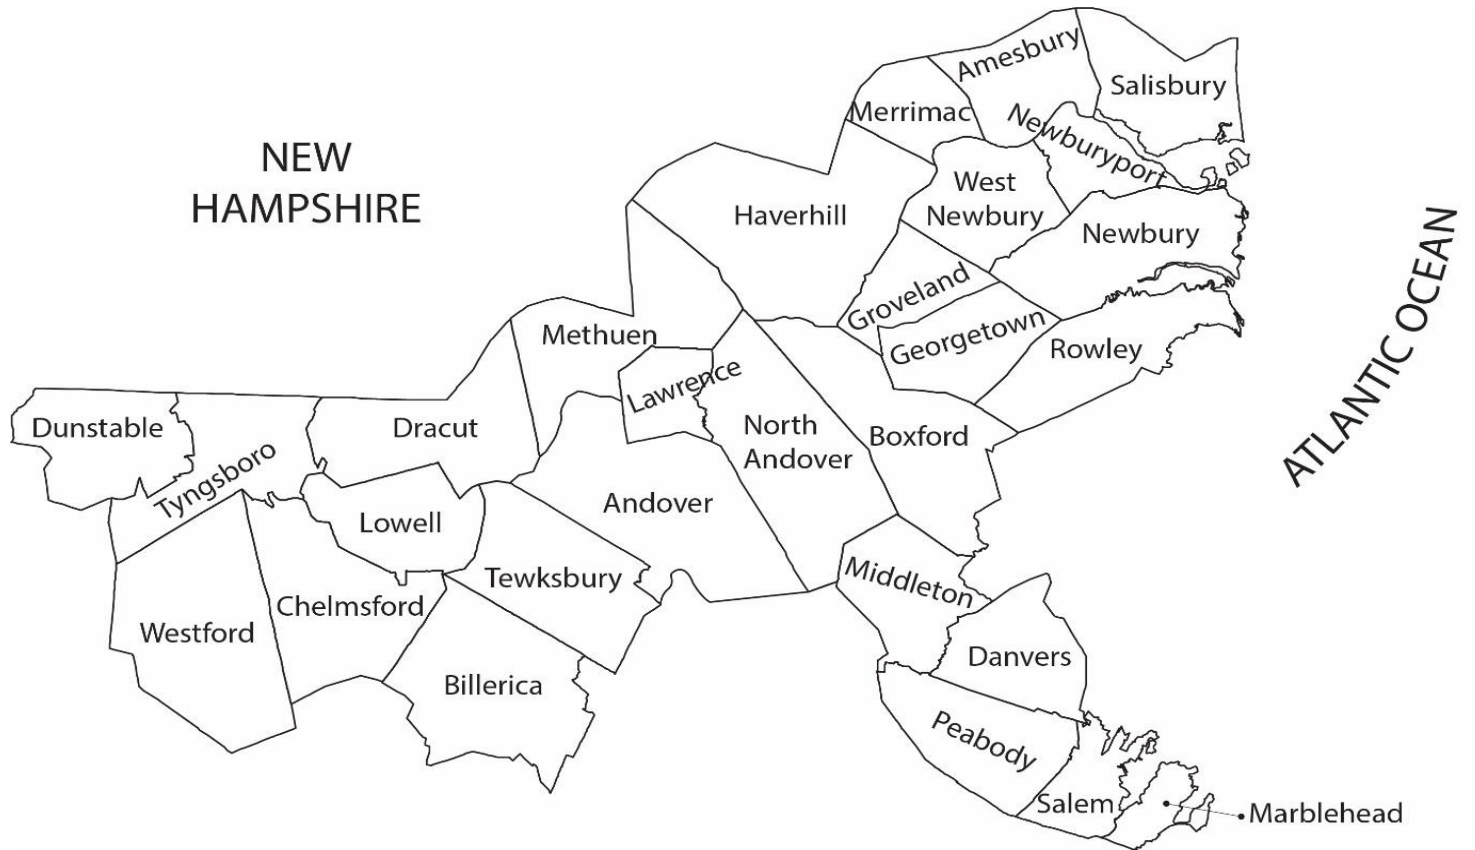 Amesbury
Salisbury
Merrimac
Newburyport
NEW
HAMPSHIRE
West
Newbury
Haverhill
Newbury
ATLANTIC OCEAN
Groveland
Methuen
Georgetown
Rowley
Lawrence
Dunstable
Dracut
North
Andover
Boxford
Tyngsboro
Lowell
Andover
Tewksbury
Middleton
Chelmsford
Westford
Danvers
Billerica
Peabody
Salem
Marblehead